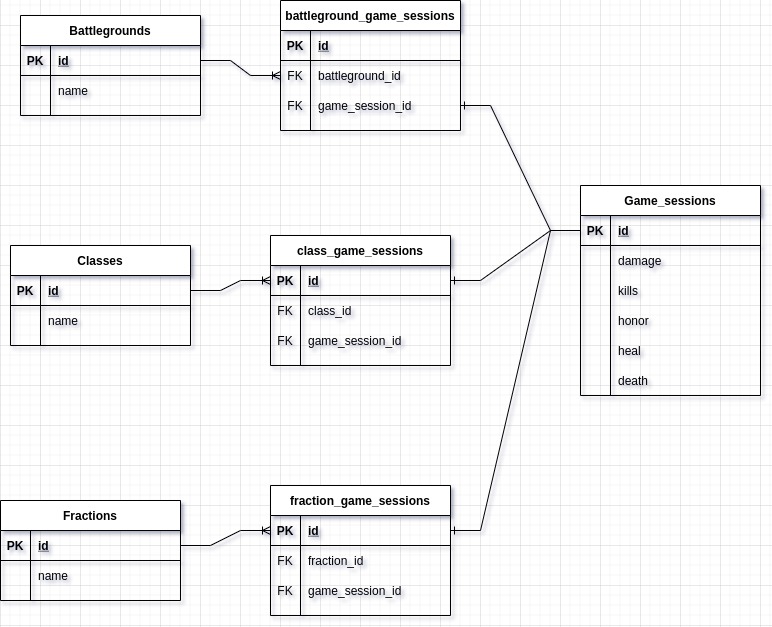 Battlegrounds
PK id
name
battleground_game_sessions
PK id
FK battleground_id
FK game_session_id
Game_sessions
PK id
damage
kills
honor
heal
death
Classes
PK id
name
class_game_sessions
PK id
FK class_id
FK game_session_id
Fractions
PK id
name
fraction_game_sessions
PK id
FK fraction_id
FK game_session_id